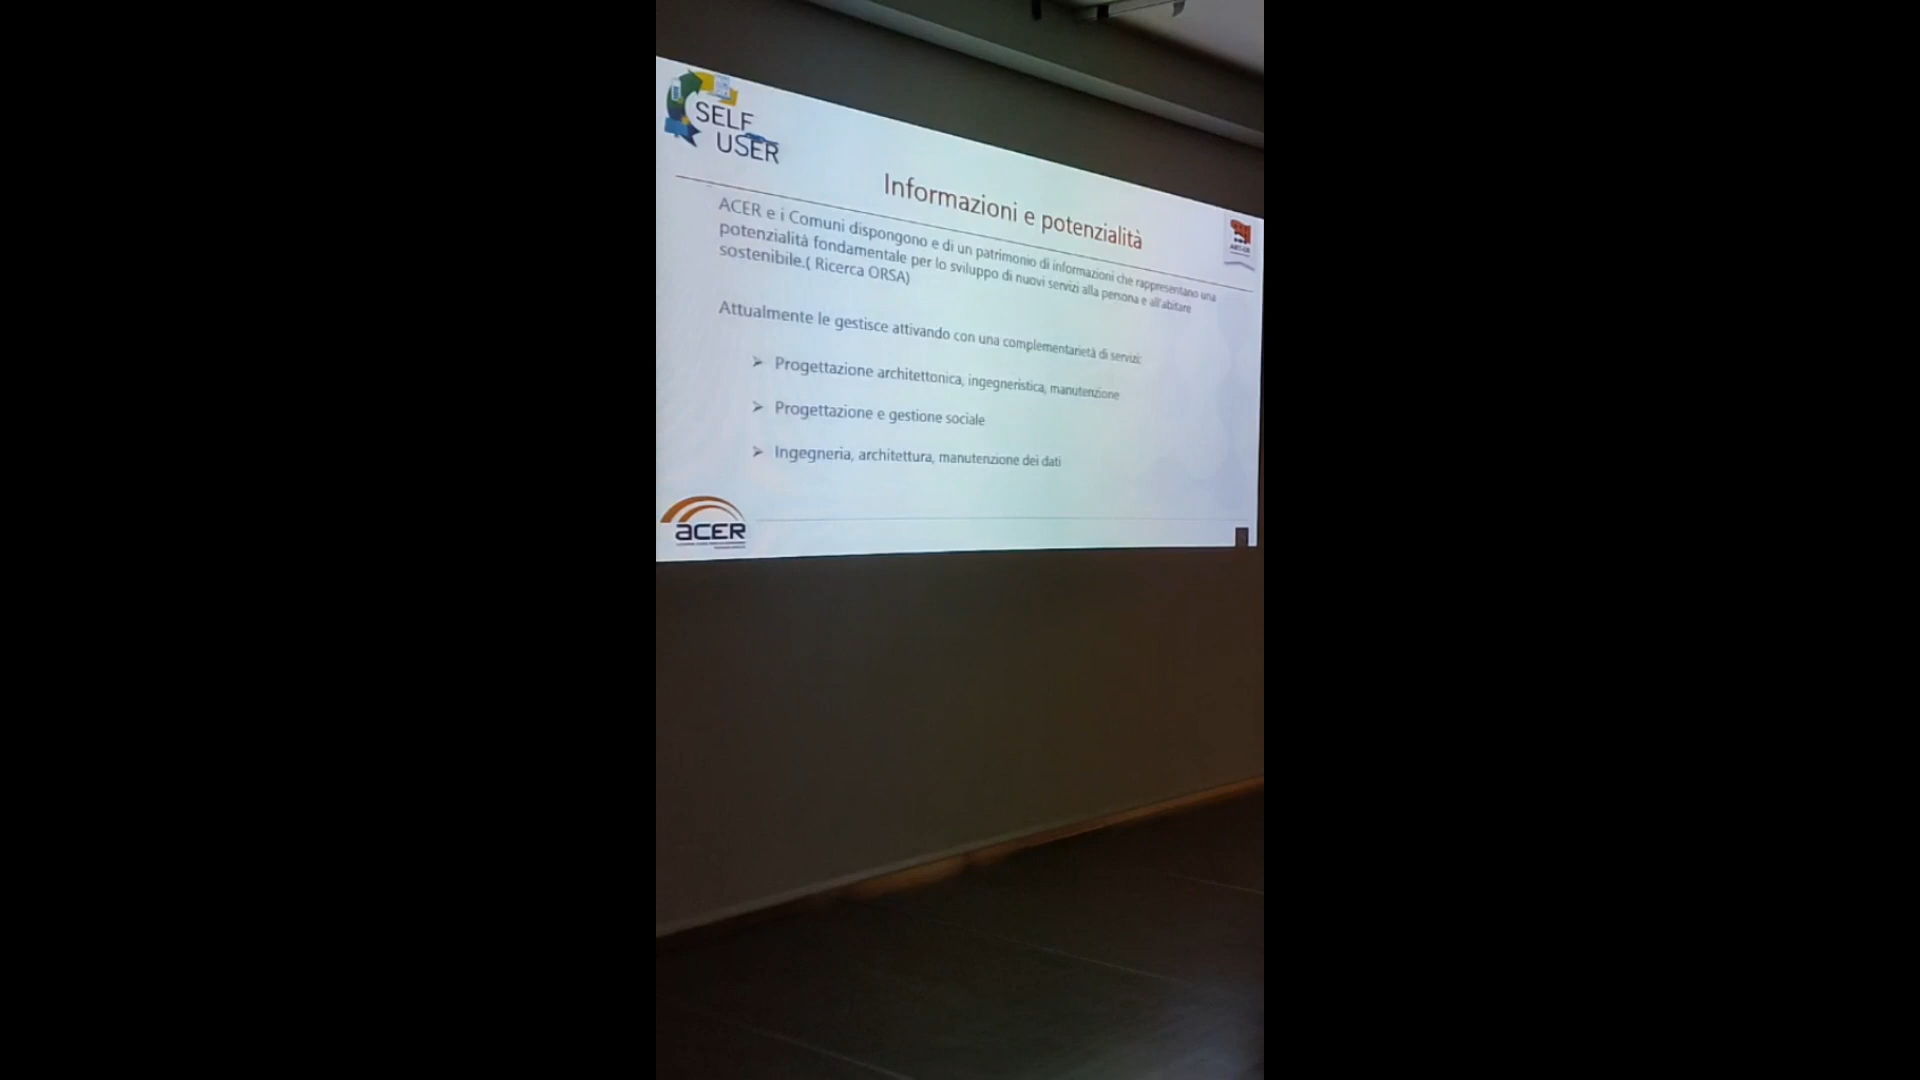 SELF
USER
Informazioni e potenzialità
ACER e i Comuni dispongono e di un patrimonio di informazioni che rappresentano una
potenzialità fondamentale per lo sviluppo di nuovi servizi alla persona e all'abitare
sostenibile.( Ricerca ORSA)
Attualmente le gestisce attivando con una complementarietà di servizi:
➢ Progettazione architettonica, ingegneristica, manutenzione
➢ Progettazione e gestione sociale
➢ Ingegneria, architettura, manutenzione dei dati
acer